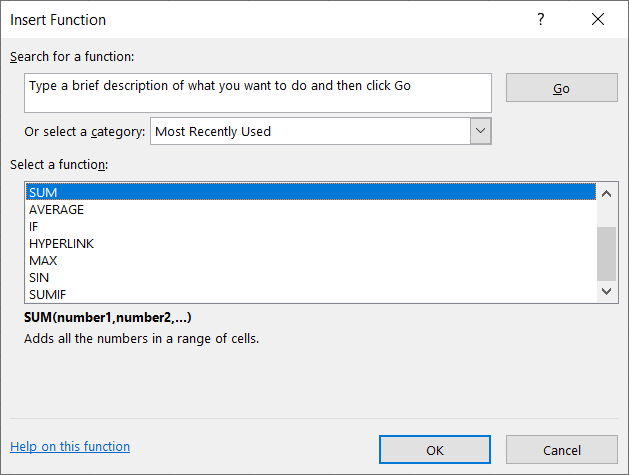 Insert Function
?
Search for a function:
Type a brief description of what you want to do and then click Go
Go
Or select a category: Most Recently Used
Select a function:
SUM
AVERAGE
IF
HYPERLINK
MAX
SIN
SUMIF
SUM(number1,number2,...)
Adds all the numbers in a range of cells.
Help on this function
OK
Cancel